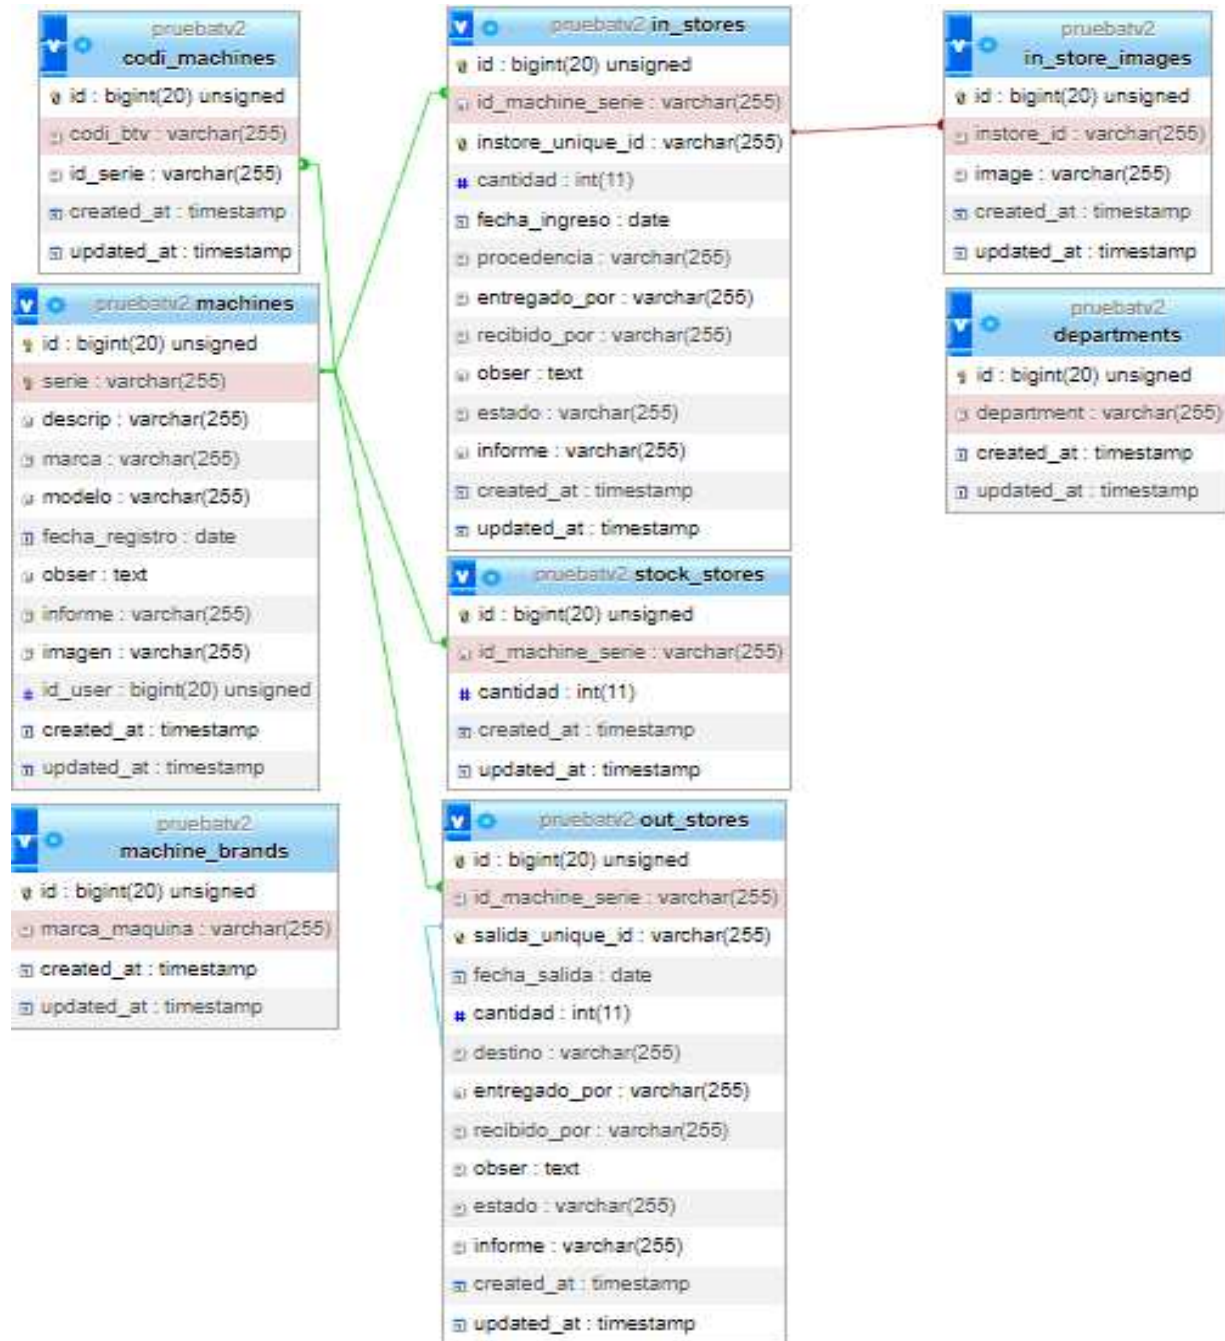 pruebatv2
codi_machines
id : bigint(20) unsigned
codi_btv : varchar(255)
id_serie : varchar(255)
created_at : timestamp
updated_at : timestamp
pruebatv2 machines
id : bigint(20) unsigned
serie : varchar(255)
descrip : varchar(255)
marca : varchar(255)
modelo : varchar(255)
fecha_registro : date
obser : text
informe : varchar(255)
imagen : varchar(255)
id_user : bigint(20) unsigned
created_at : timestamp
updated_at : timestamp
pruebatv2
machine_brands
id : bigint(20) unsigned
marca_maquina : varchar(255)
created_at : timestamp
updated_at : timestamp
pruebatv2 in_stores
id : bigint(20) unsigned
id_machine_serie : varchar(255)
instore_unique_id : varchar(255)
# cantidad : int(11)
fecha_ingreso : date
procedencia : varchar(255)
entregado_por : varchar(255)
recibido_por : varchar(255)
obser : text
estado : varchar(255)
informe : varchar(255)
created_at : timestamp
updated_at : timestamp
pruebatv2 stock_stores
id : bigint(20) unsigned
id_machine_serie : varchar(255)
# cantidad : int(11)
created_at : timestamp
updated_at : timestamp
pruebatv2 out_stores
id : bigint(20) unsigned
id_machine_serie : varchar(255)
salida_unique_id : varchar(255)
fecha_salida : date
# cantidad : int(11)
destino : varchar(255)
entregado_por : varchar(255)
recibido_por : varchar(255)
obser : text
estado : varchar(255)
informe : varchar(255)
created_at : timestamp
updated_at : timestamp
pruebatv2
in_store_images
id : bigint(20) unsigned
instore_id : varchar(255)
image : varchar(255)
created_at : timestamp
updated_at : timestamp
pruebatv2
departments
id : bigint(20) unsigned
department : varchar(255)
created_at : timestamp
updated_at : timestamp